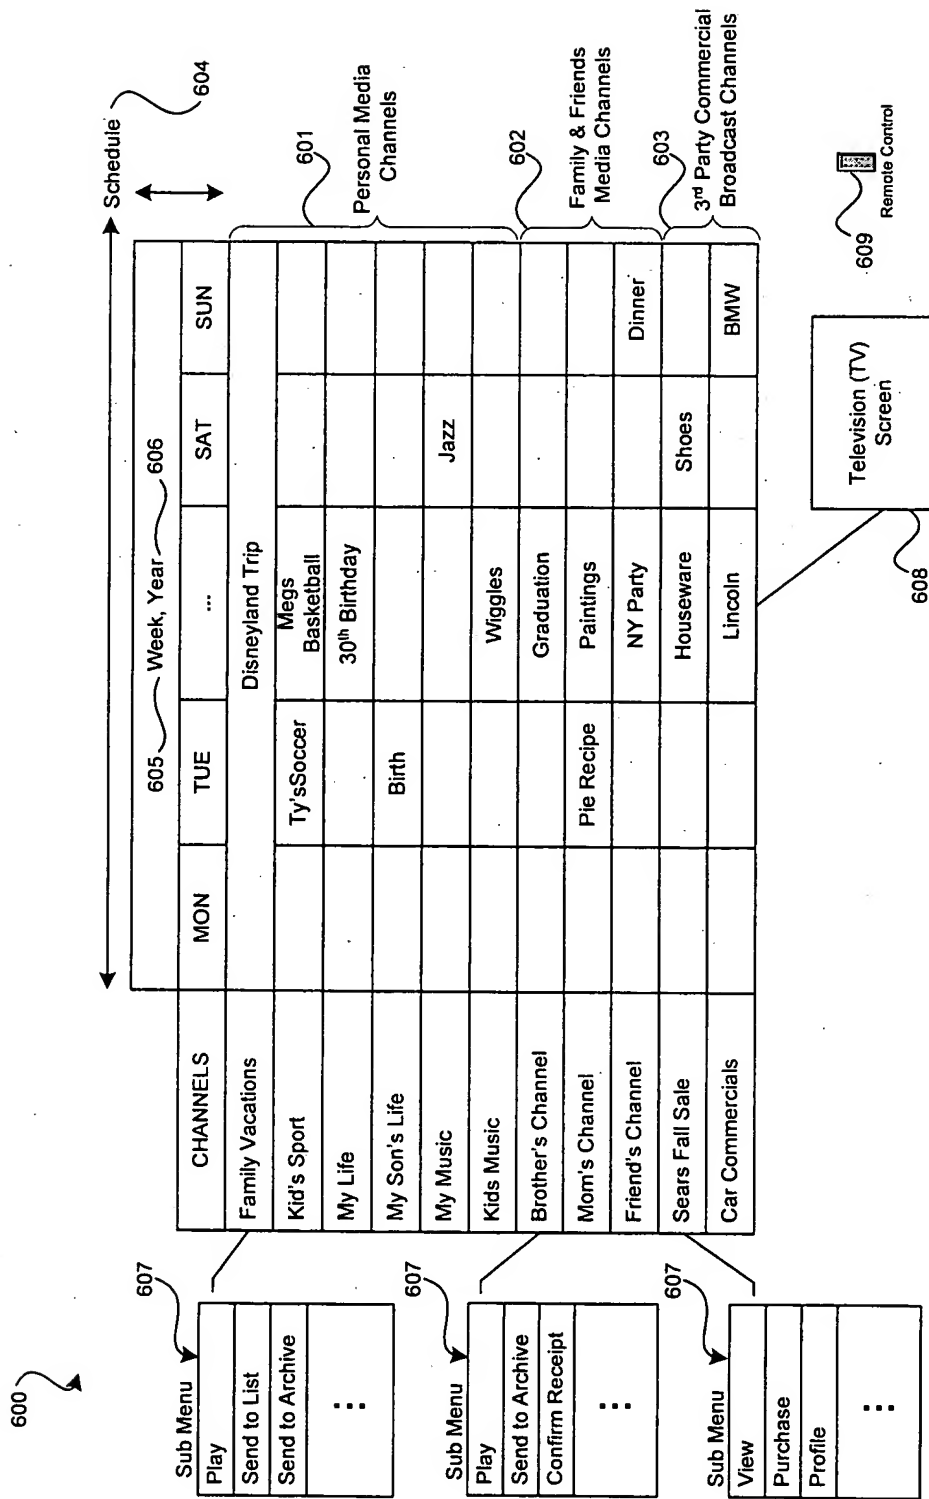 600
Schedule
604
605 Week, Year 606
CHANNELS MON TUE ... SAT SUN
Family Vacations Disneyland Trip
Kid's Sport Ty'sSoccer Megs Basketball
My Life 30th Birthday
My Son's Life Birth
My Music Jazz
Kids Music Wiggles
Brother's Channel Graduation
Mom's Channel Pie Recipe Paintings
Friend's Channel NY Party Dinner
Sears Fall Sale Houseware Shoes
Car Commercials Lincoln BMW
601
Personal Media
Channels
602
Family & Friends
Media Channels
603
3rd Party Commercial
Broadcast Channels
Sub Menu
607
Play
Send to List
Send to Archive
...
Sub Menu
607
Play
Send to Archive
Confirm Receipt
...
Sub Menu
607
View
Purchase
Profile
...
Television (TV)
Screen
608
609
Remote Control